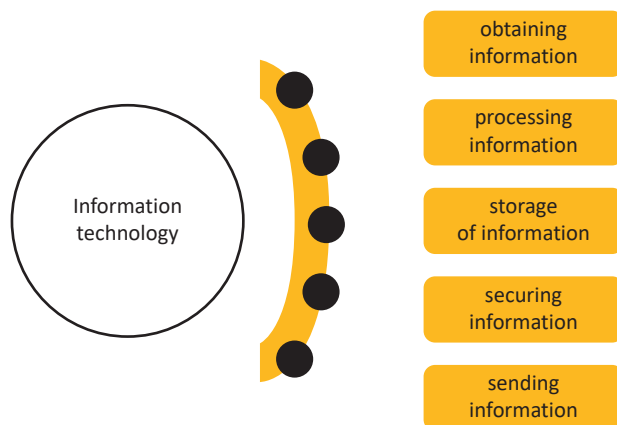 Information
technology
obtaining
information
processing
information
storage
of information
securing
information
sending
information